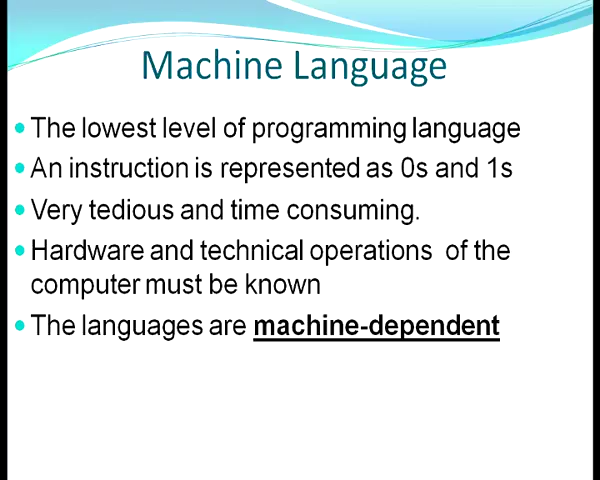 Machine Language
The lowest level of programming language
An instruction is represented as 0s and 1s
Very tedious and time consuming.
Hardware and technical operations of the
computer must be known
The languages are machine-dependent